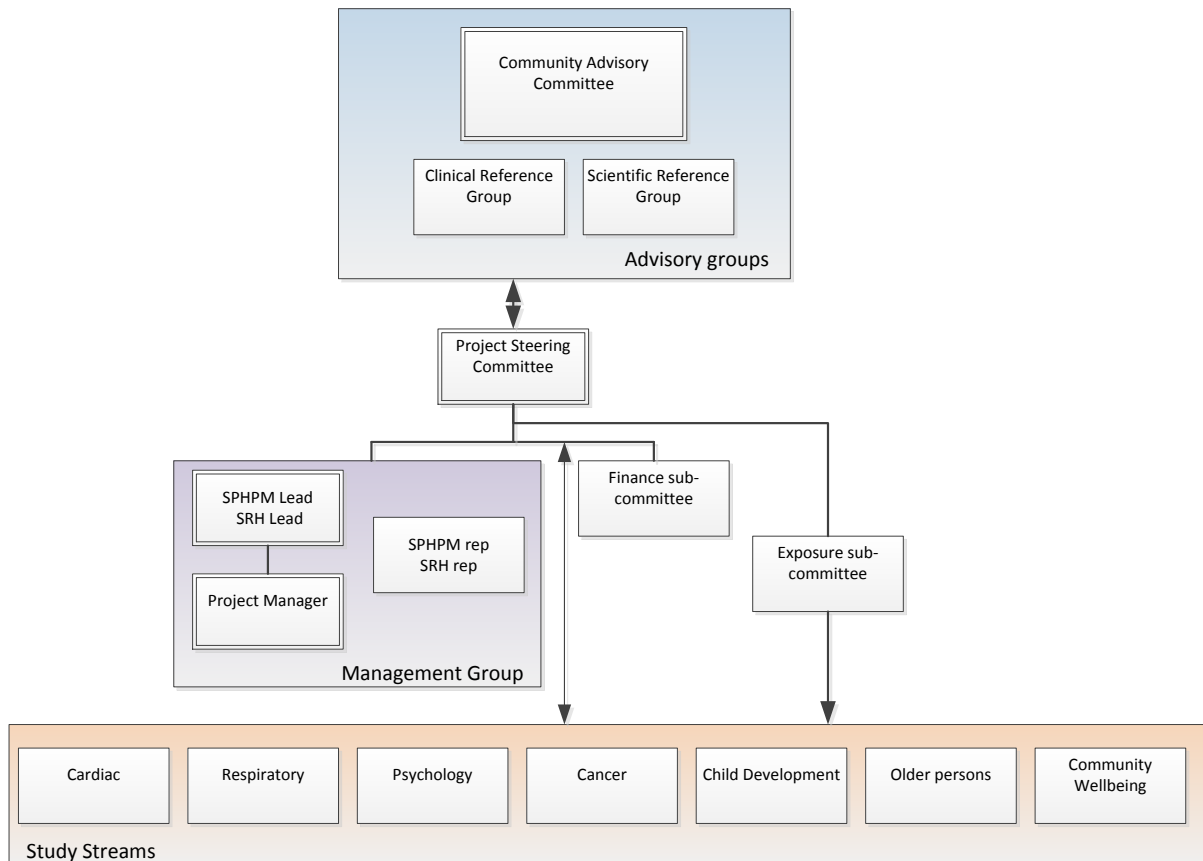 Community Advisory
Committee
Clinical Reference
Group
Scientific Reference
Group
Advisory groups
Project Steering
Committee
SPHPM Lead
SRH Lead
SPHPM rep
SRH rep
Project Manager
Management Group
Finance sub-
committee
Exposure sub-
committee
Cardiac
Respiratory
Psychology
Cancer
Child Development
Older persons
Community
Wellbeing
Study Streams